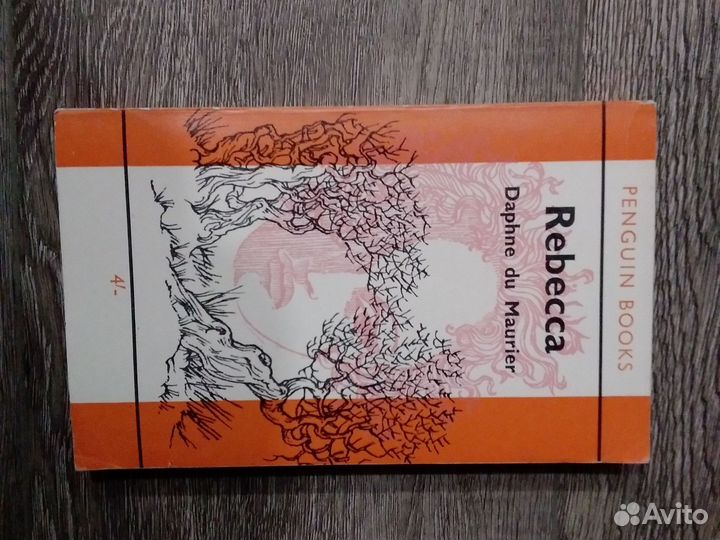 PENGUIN BOOKS
Rebecca
Daphne du Maurier
4/-
Avito